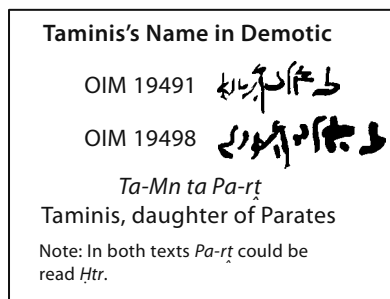 Taminis's Name in Demotic
OIM 19491
OIM 19498
Ta-Mn ta Pa-rṱ
Taminis, daughter of Parates
Note: In both texts Pa-rṱ could be
read Ḥtr.